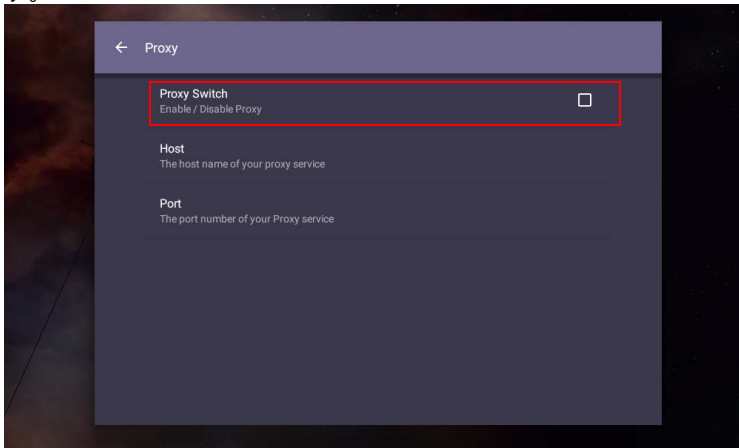 Proxy
Proxy Switch
Enable / Disable Proxy
Host
The host name of your proxy service
Port
The port number of your Proxy service